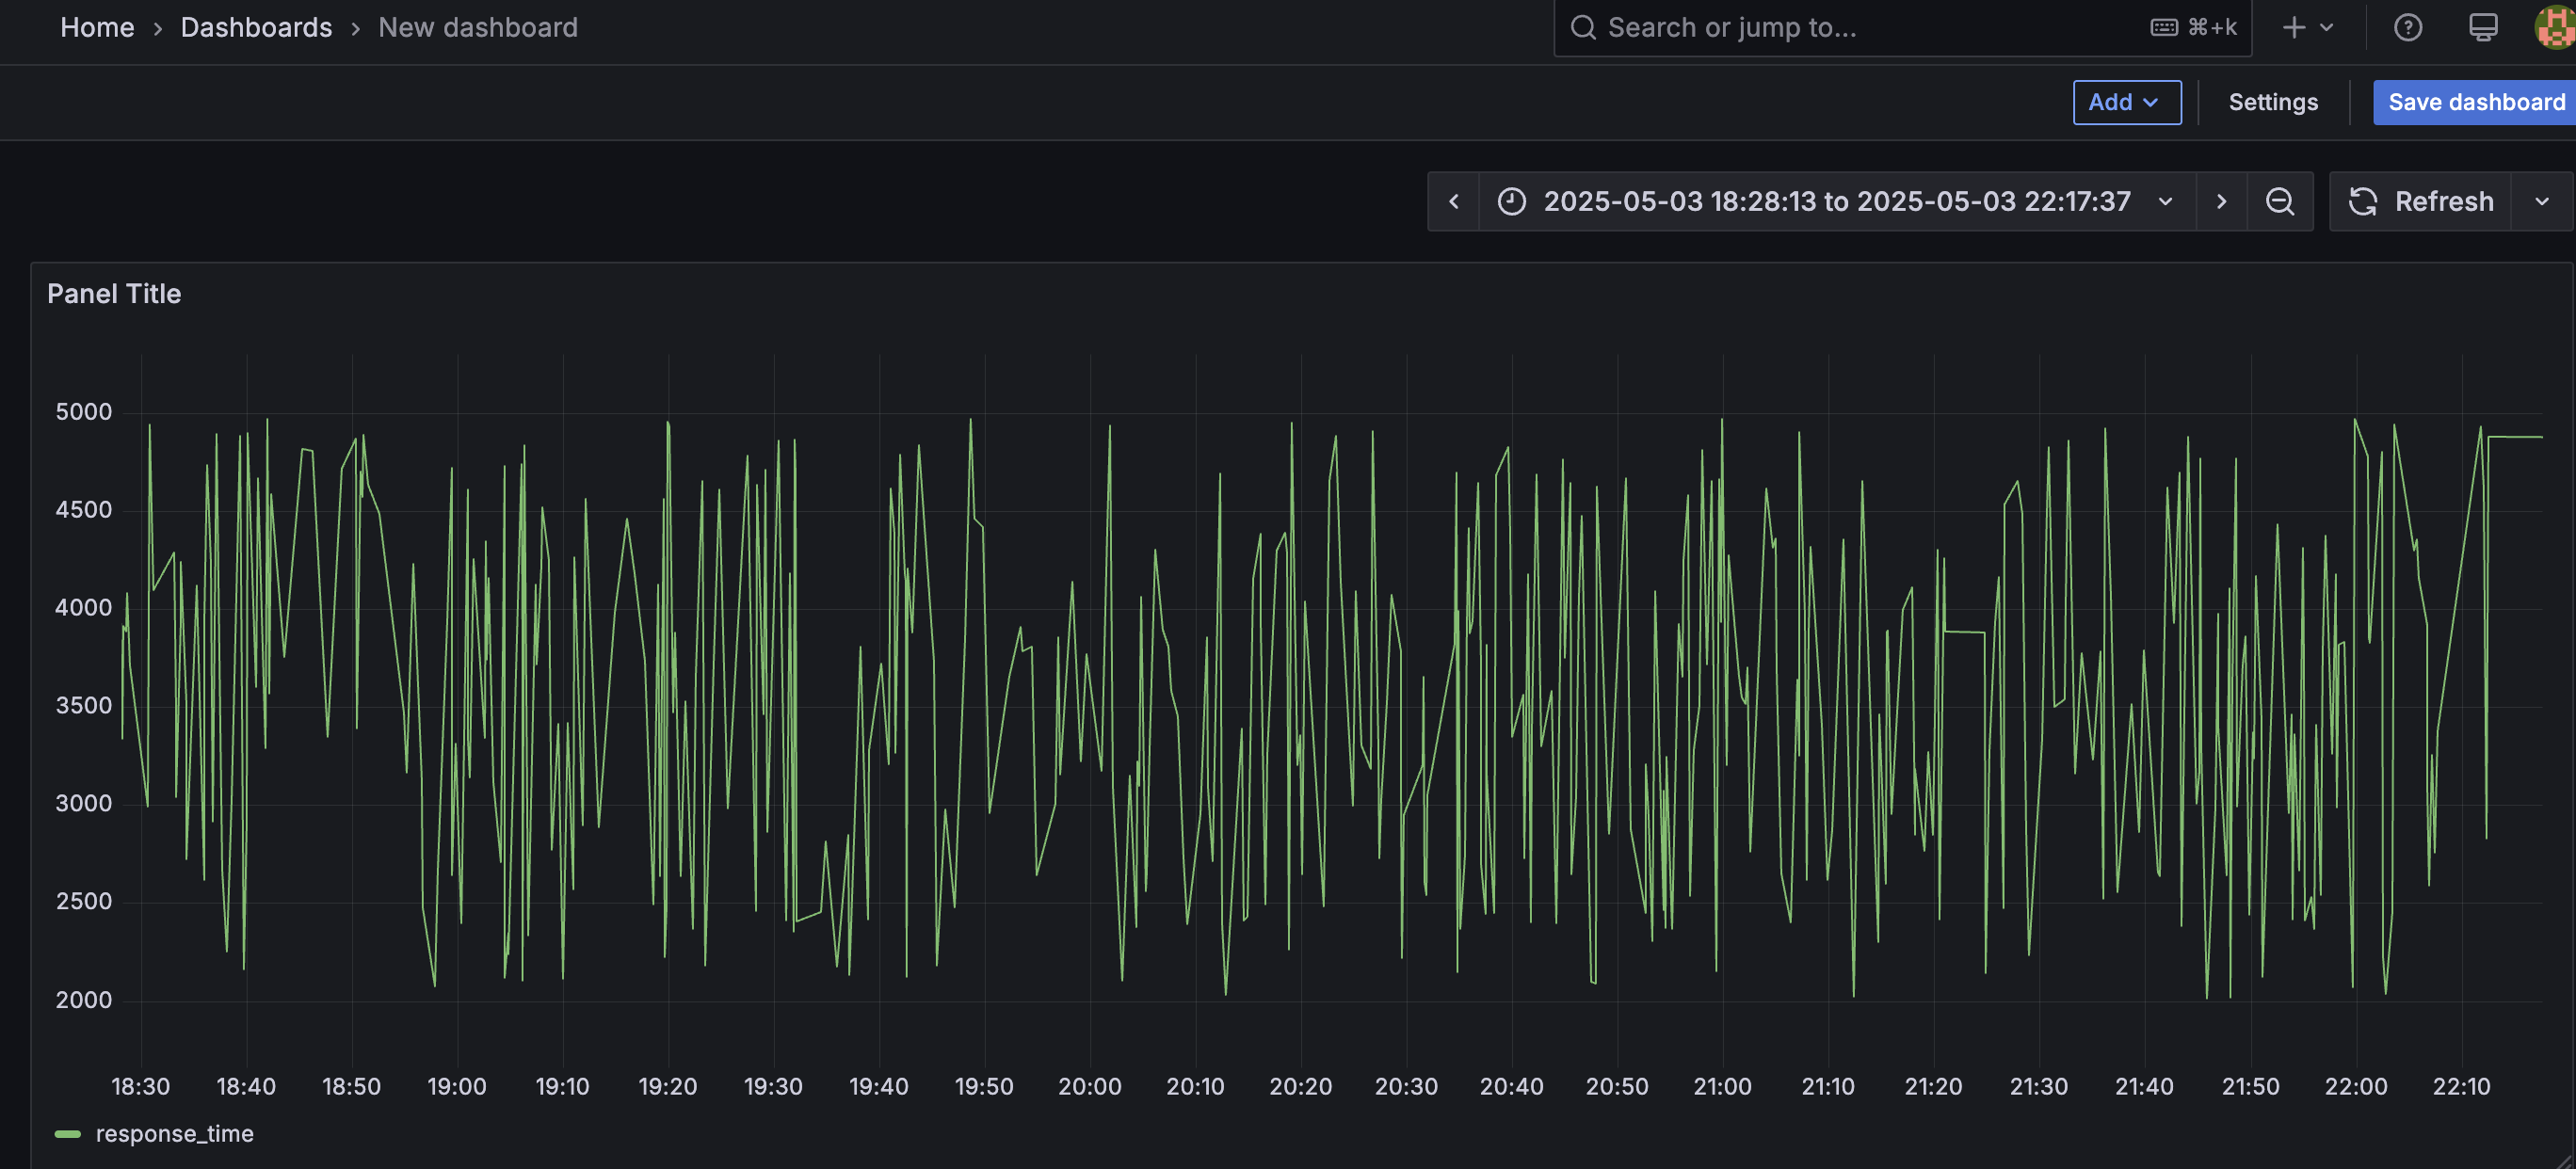 Home › Dashboards › New dashboard
Search or jump to... ⌘+k
Add Settings Save dashboard
2025-05-03 18:28:13 to 2025-05-03 22:17:37 Refresh
Panel Title
5000
4500
4000
3500
3000
2500
2000
18:30 18:40 18:50 19:00 19:10 19:20 19:30 19:40 19:50 20:00 20:10 20:20 20:30 20:40 20:50 21:00 21:10 21:20 21:30 21:40 21:50 22:00 22:10
response_time